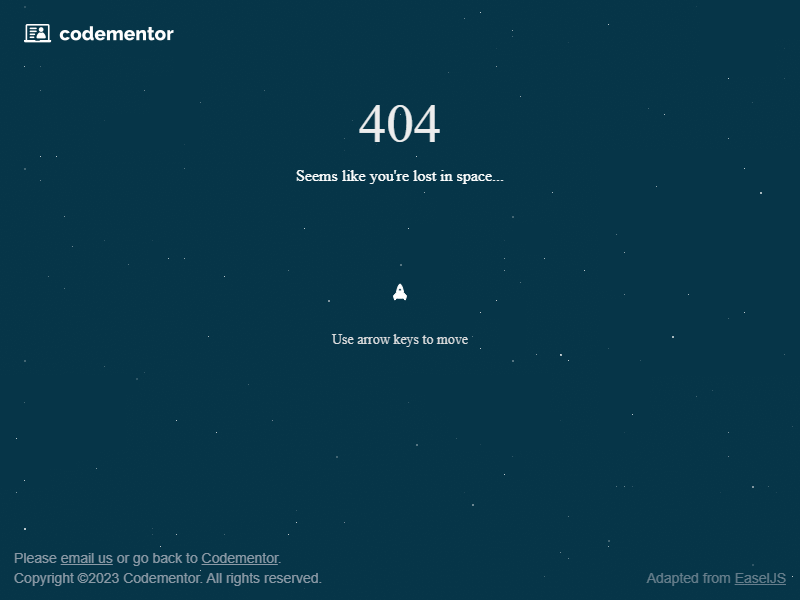 codementor
404
Seems like you're lost in space...
Use arrow keys to move
Please email us or go back to Codementor.
Copyright ©2023 Codementor. All rights reserved.
Adapted from EaselJS